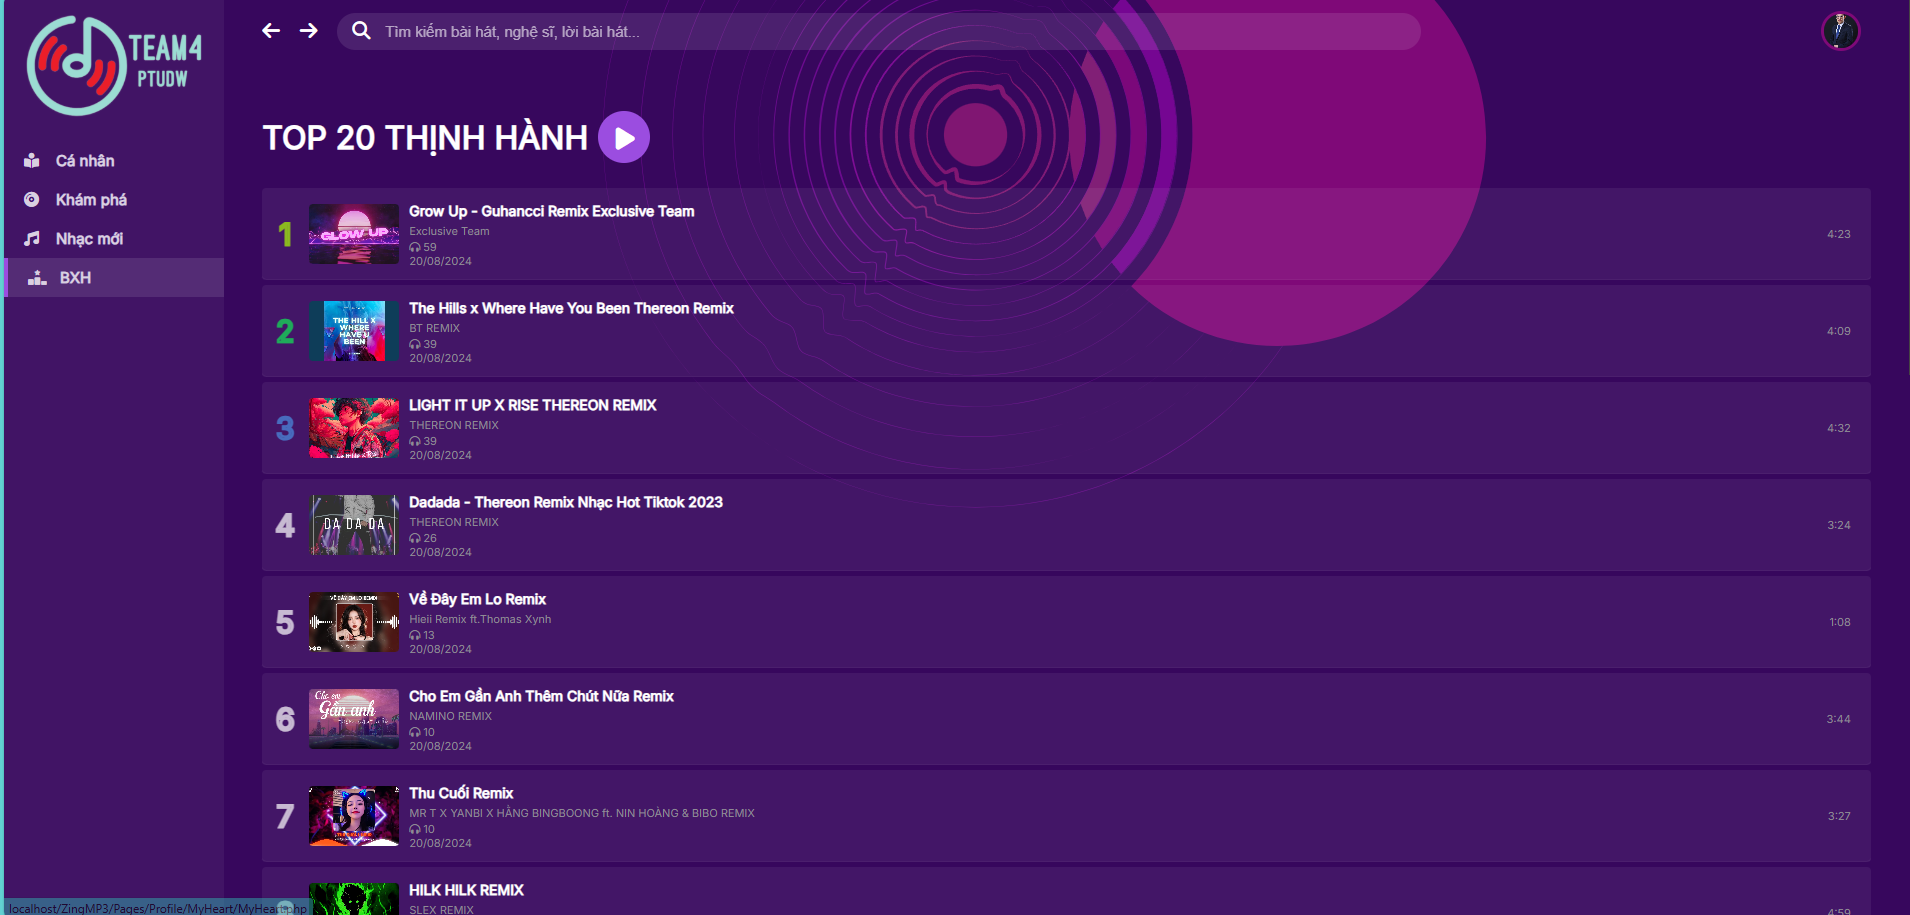 TEAM4
PTUDW
Tìm kiếm bài hát, nghệ sĩ, lời bài hát...
Cá nhân
Khám phá
Nhạc mới
BXH
TOP 20 THỊNH HÀNH
1
GLOW UP
Grow Up - Guhancci Remix Exclusive Team
Exclusive Team
59
20/08/2024
4:23
2
THE HILL X
WHERE
HAVE U
BEEN
The Hills x Where Have You Been Thereon Remix
BT REMIX
39
20/08/2024
4:09
3
LIGHT IT UP X RISE THEREON REMIX
THEREON REMIX
39
20/08/2024
4:32
4
DA DA DA
Dadada - Thereon Remix Nhạc Hot Tiktok 2023
THEREON REMIX
26
20/08/2024
3:24
5
VỀ ĐÂY EM LO REMIX
Về Đây Em Lo Remix
Hieii Remix ft.Thomas Xynh
13
20/08/2024
1:08
6
Cho em
Gần anh
Cho Em Gần Anh Thêm Chút Nữa Remix
NAMINO REMIX
10
20/08/2024
3:44
7
Thu Cuối Remix
MR T X YANBI X HẰNG BINGBOONG ft. NIN HOÀNG & BIBO REMIX
10
20/08/2024
3:27
8
HILK HILK REMIX
SLEX REMIX
4:59
localhost/ZingMP3/Pages/Profile/MyHeart/MyHeart.php